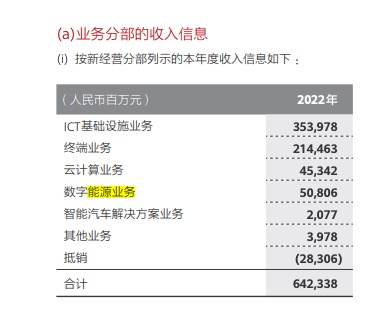 (a)业务分部的收入信息
(i) 按新经营分部列示的本年度收入信息如下：
（人民币百万元） 2022年
ICT基础设施业务 353,978
终端业务 214,463
云计算业务 45,342
数字能源业务 50,806
智能汽车解决方案业务 2,077
其他业务 3,978
抵销 (28,306)
合计 642,338